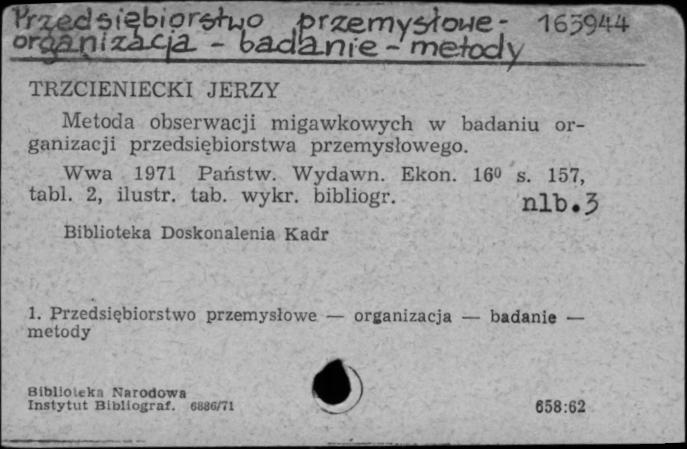 Przedsiębiorstwo przemysłowe - 163944
organizacja - badanie - metody
TRZCIENIECKI JERZY
Metoda obserwacji migawkowych w badaniu or-
ganizacji przedsiębiorstwa przemysłowego.
Wwa 1971 Państw. Wydawn. Ekon. 16⁰ s. 157,
tabl. 2, ilustr. tab. wykr. bibliogr. nlb.3
Biblioteka Doskonalenia Kadr
1. Przedsiębiorstwo przemysłowe — organizacja — badanie —
metody
Biblioteka Narodowa
Instytut Bibliograf. 6886/71 658:62